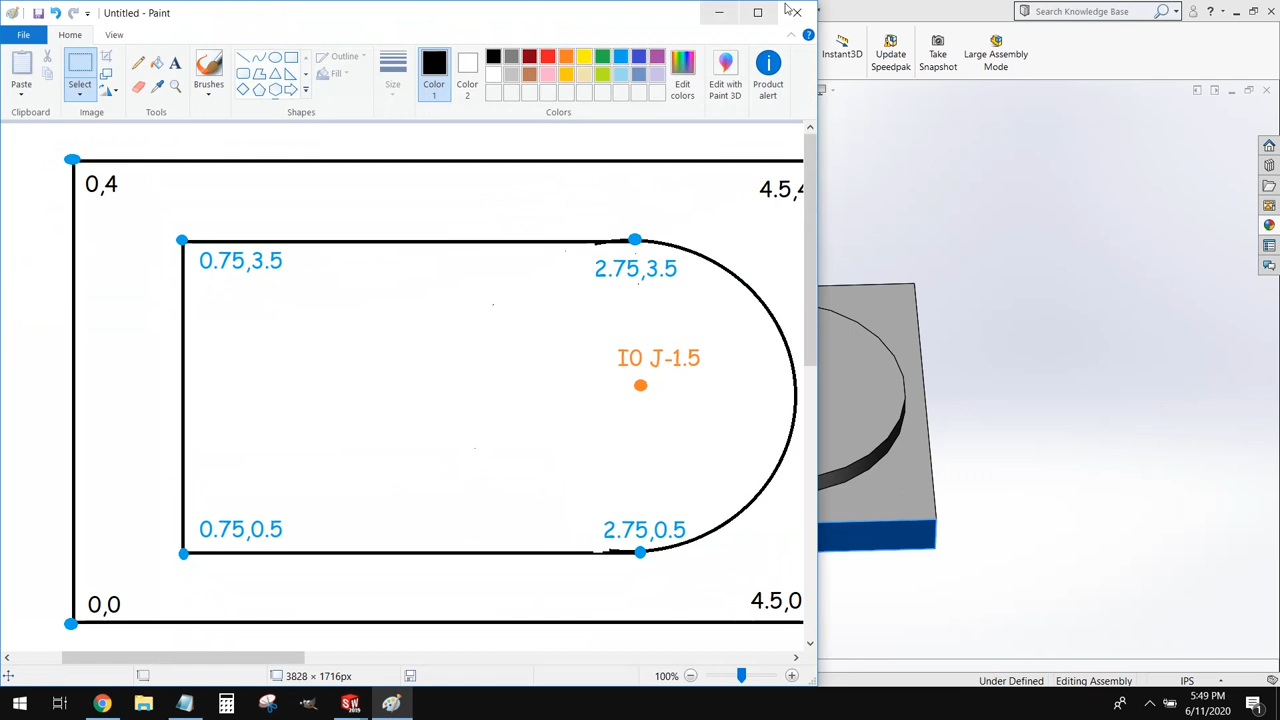 Untitled - Paint
Search Knowledge Base
File
Home
View
Instant3D
Update Speedpak
Take Snapshot
Large Assembly Mode
Paste
Select
Brushes
Outline
Fill
Size
Color 1
Color 2
Edit colors
Edit with Paint 3D
Product alert
Clipboard
Image
Tools
Shapes
Colors
0,4
4.5,4
0.75,3.5
2.75,3.5
I0 J-1.5
0.75,0.5
2.75,0.5
0,0
4.5,0
3828 × 1716px
100%
Under Defined
Editing Assembly
IPS
5:49 PM
6/11/2020